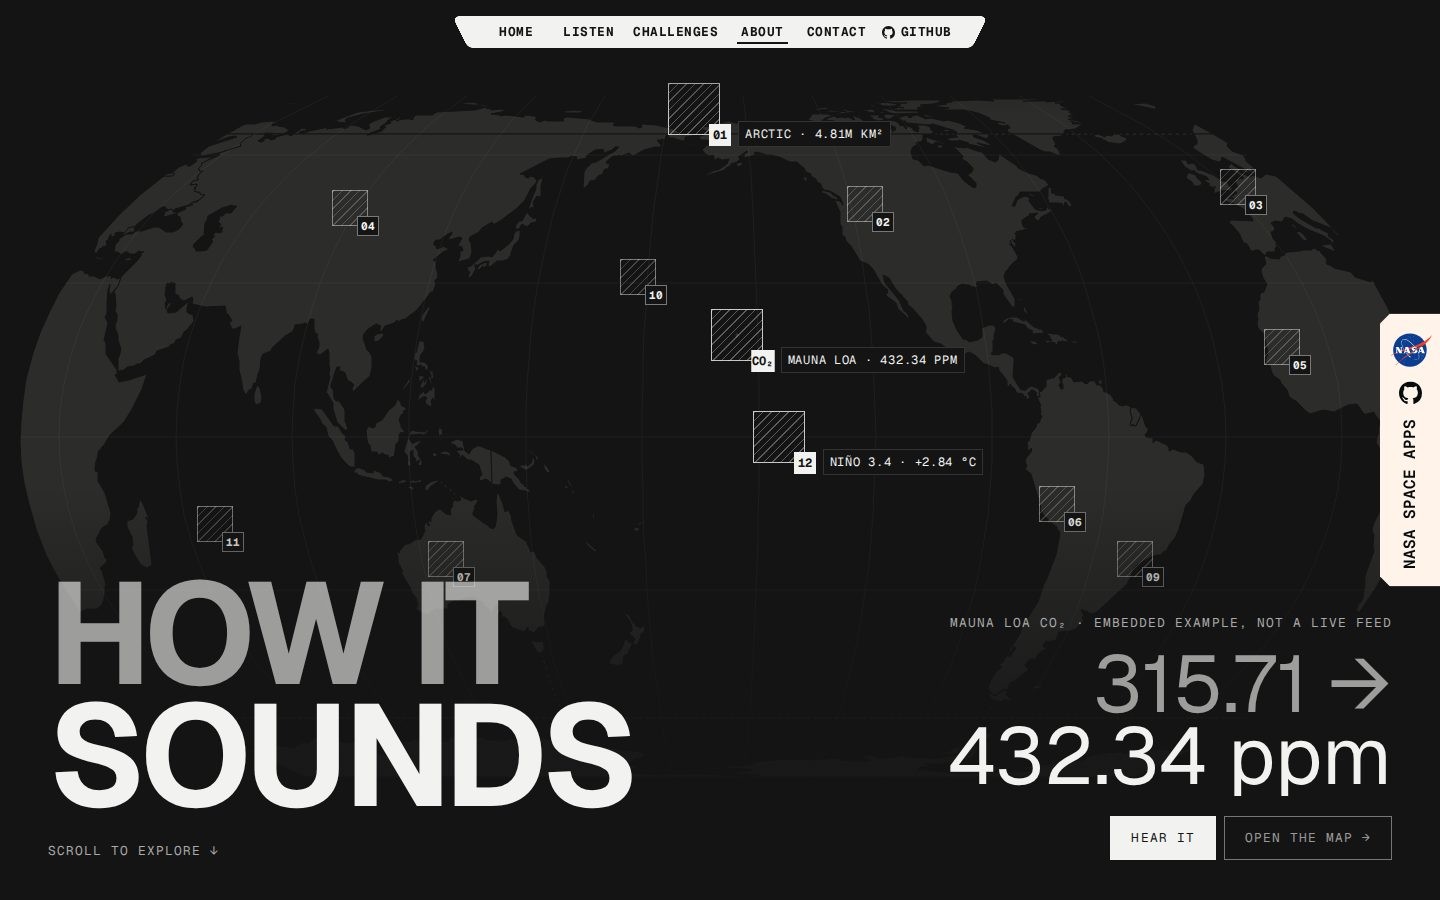 HOME LISTEN CHALLENGES ABOUT CONTACT GITHUB
01 ARCTIC · 4.81M KM²
03
02
04
10
CO₂ MAUNA LOA · 432.34 PPM
NASA
05
NASA SPACE APPS
12 NIÑO 3.4 · +2.84 °C
06
11
07
09
HOW IT
SOUNDS
SCROLL TO EXPLORE ↓
MAUNA LOA CO₂ · EMBEDDED EXAMPLE, NOT A LIVE FEED
315.71 →
432.34 ppm
HEAR IT
OPEN THE MAP →